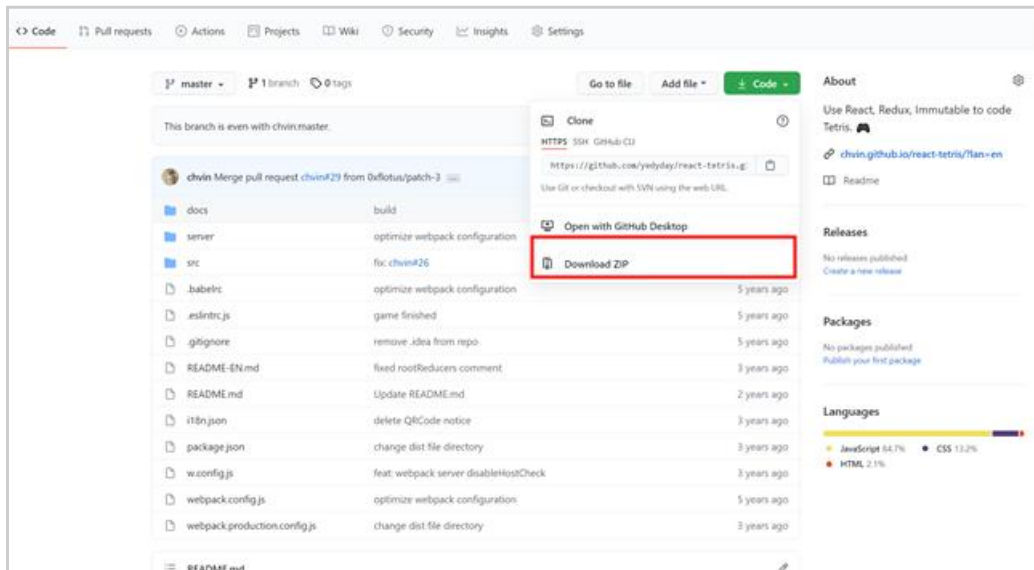 <> Code Pull requests Actions Projects Wiki Security Insights Settings
master 1 branch 0 tags Go to file Add file Code
This branch is even with chvin:master.
Clone
HTTPS SSH GitHub CLI
https://github.com/yedyday/react-tetris.g
Use Git or checkout with SVN using the web URL.
Open with GitHub Desktop
Download ZIP
chvin Merge pull request chvin#29 from 0xflotus/patch-3 ...
docs build
server optimize webpack configuration
src fix: chvin#26
.babelrc optimize webpack configuration 5 years ago
.eslintrc.js game finished 5 years ago
.gitignore remove .idea from repo 5 years ago
README-EN.md fixed rootReducers comment 3 years ago
README.md Update README.md 2 years ago
i18n.json delete QRCode notice 3 years ago
package.json change dist file directory 3 years ago
w.config.js feat: webpack server disableHostCheck 3 years ago
webpack.config.js optimize webpack configuration 5 years ago
webpack.production.config.js change dist file directory 3 years ago
README.md
About
Use React, Redux, Immutable to code
Tetris. 🎮
chvin.github.io/react-tetris/?lan=en
Readme
Releases
No releases published
Create a new release
Packages
No packages published
Publish your first package
Languages
JavaScript 84.7% CSS 13.2%
HTML 2.1%